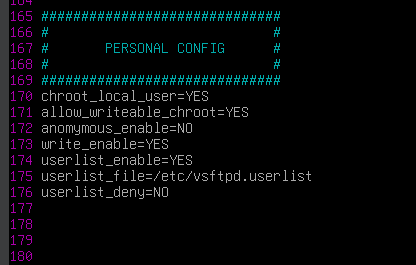 165 ##############################
166 #                            #
167 #       PERSONAL CONFIG      #
168 #                            #
169 ##############################
170 chroot_local_user=YES
171 allow_writeable_chroot=YES
172 anomymous_enable=NO
173 write_enable=YES
174 userlist_enable=YES
175 userlist_file=/etc/vsftpd.userlist
176 userlist_deny=NO
177
178
179
180